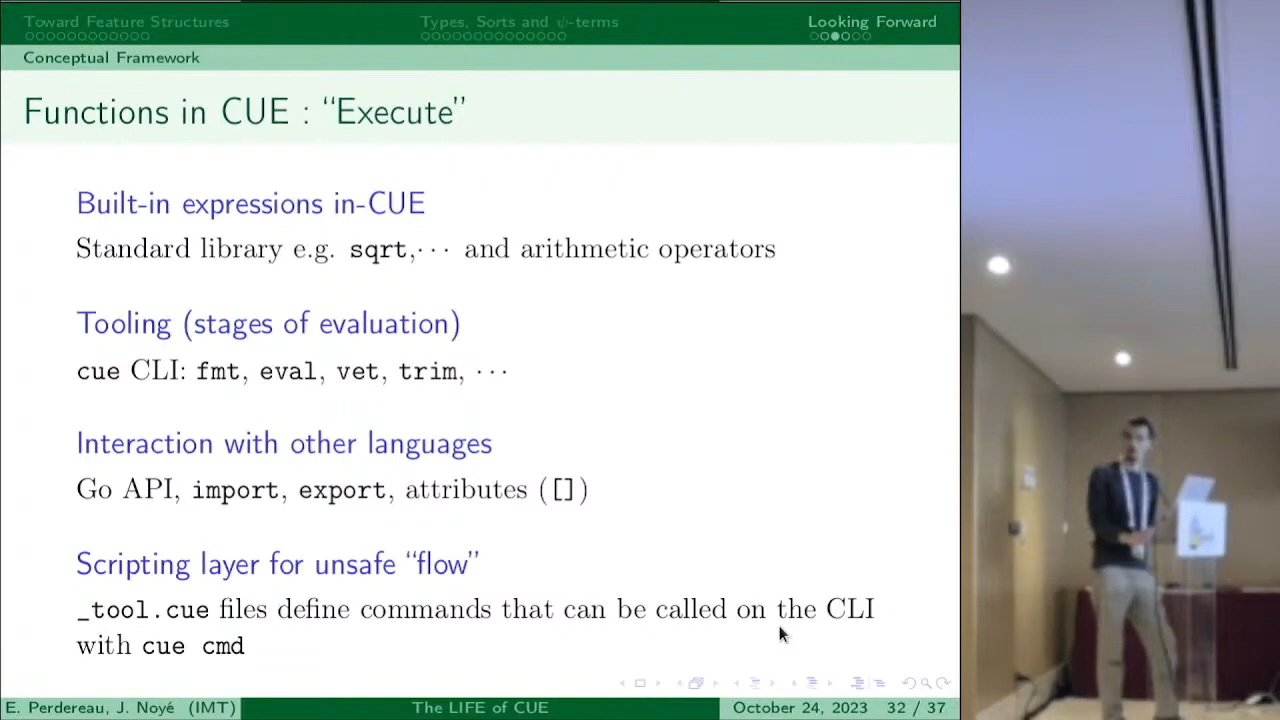 Toward Feature Structures
Types, Sorts and ψ-terms
Looking Forward
Conceptual Framework
Functions in CUE : “Execute”
Built-in expressions in-CUE
Standard library e.g. sqrt,··· and arithmetic operators
Tooling (stages of evaluation)
cue CLI: fmt, eval, vet, trim, ···
Interaction with other languages
Go API, import, export, attributes ([])
Scripting layer for unsafe “flow”
_tool.cue files define commands that can be called on the CLI
with cue cmd
E. Perdereau, J. Noyé (IMT)
The LIFE of CUE
October 24, 2023
32 / 37